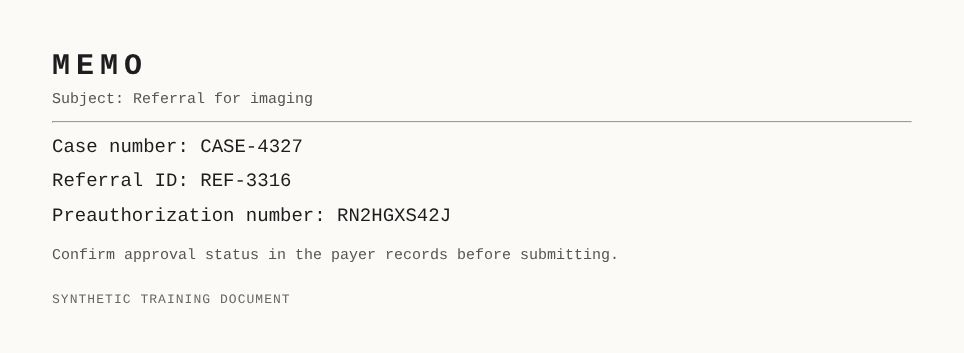 MEMO
Subject: Referral for imaging
Case number: CASE-4327
Referral ID: REF-3316
Preauthorization number: RN2HGXS42J
Confirm approval status in the payer records before submitting.
SYNTHETIC TRAINING DOCUMENT